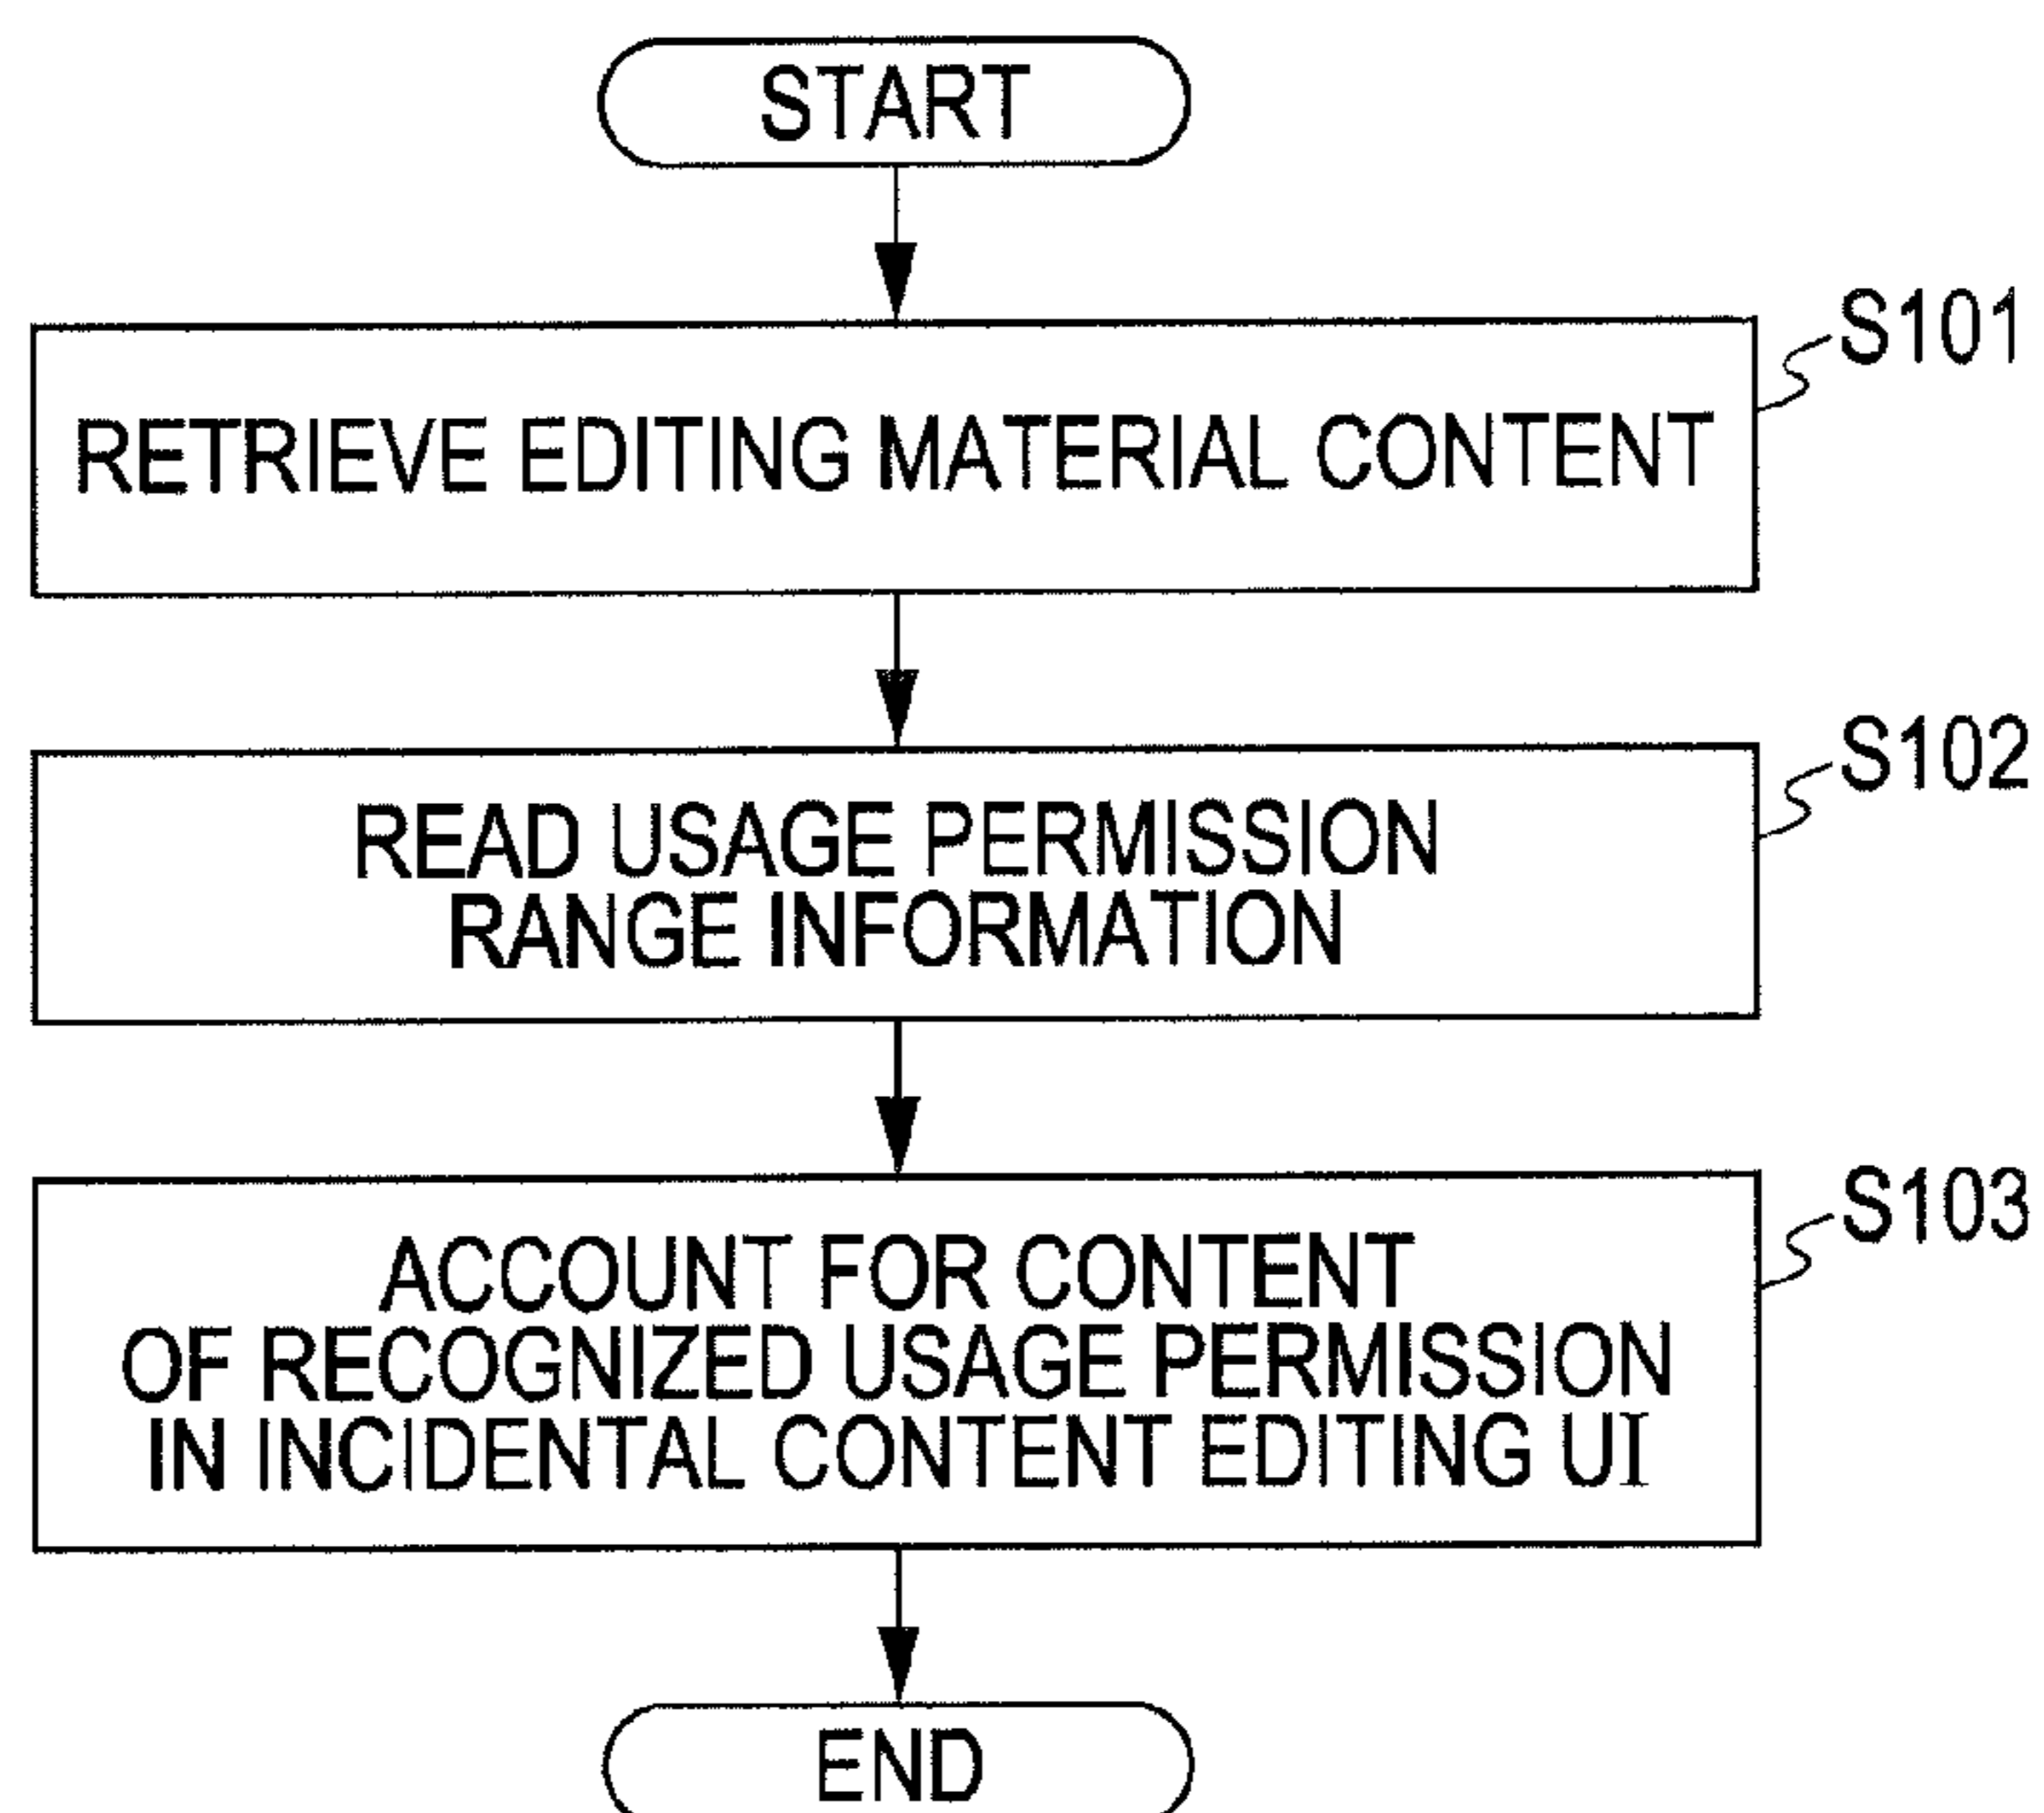 START
S101
RETRIEVE EDITING MATERIAL CONTENT
S102
READ USAGE PERMISSION
RANGE INFORMATION
S103
ACCOUNT FOR CONTENT
OF RECOGNIZED USAGE PERMISSION
IN INCIDENTAL CONTENT EDITING UI
END